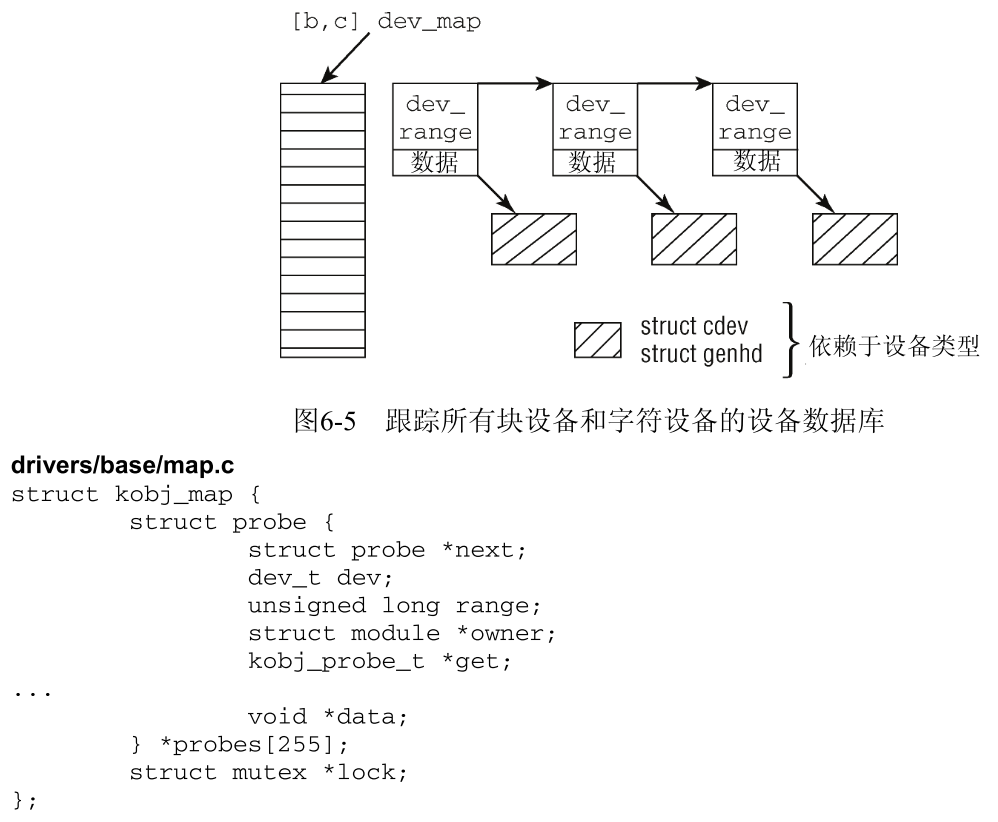 [b,c] dev_map
dev_ dev_ dev_
range range range
数据 数据 数据
struct cdev
struct genhd
依赖于设备类型
图6-5 跟踪所有块设备和字符设备的设备数据库
drivers/base/map.c
struct kobj_map {
struct probe {
struct probe *next;
dev_t dev;
unsigned long range;
struct module *owner;
kobj_probe_t *get;
...
void *data;
} *probes[255];
struct mutex *lock;
};